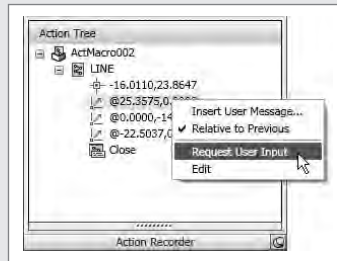 Action Tree
ActMacro002
LINE
-16.0110,23.8647
@25.3575,0.
@0.0000,-14
@-22.5037,0
Close
Insert User Message...
Relative to Previous
Request User Input
Edit
Action Recorder